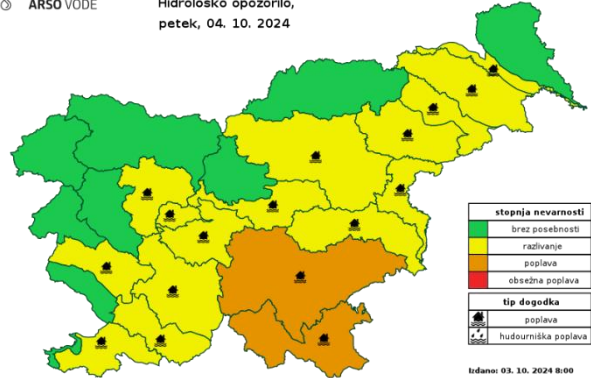 ARSO VODE
Hidrološko opozorilo,
petek, 04. 10. 2024
stopnja nevarnosti
brez posebnosti
razlivanje
poplava
obsežna poplava
tip dogodka
poplava
hudourniška poplava
Izdano: 03. 10. 2024 8:00